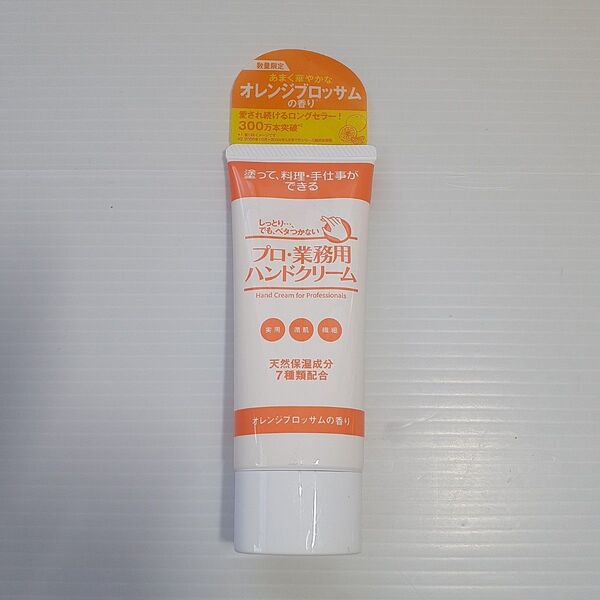 数量限定
あまく華やかな
オレンジブロッサム
の香り
愛され続けるロングセラー!
300万本突破
塗って、料理・手仕事が
できる
しっとり…、
でも、ベタつかない
プロ・業務用
ハンドクリーム
Hand Cream for Professionals
実用 潤肌 繊細
天然保湿成分
7種類配合
オレンジブロッサムの香り